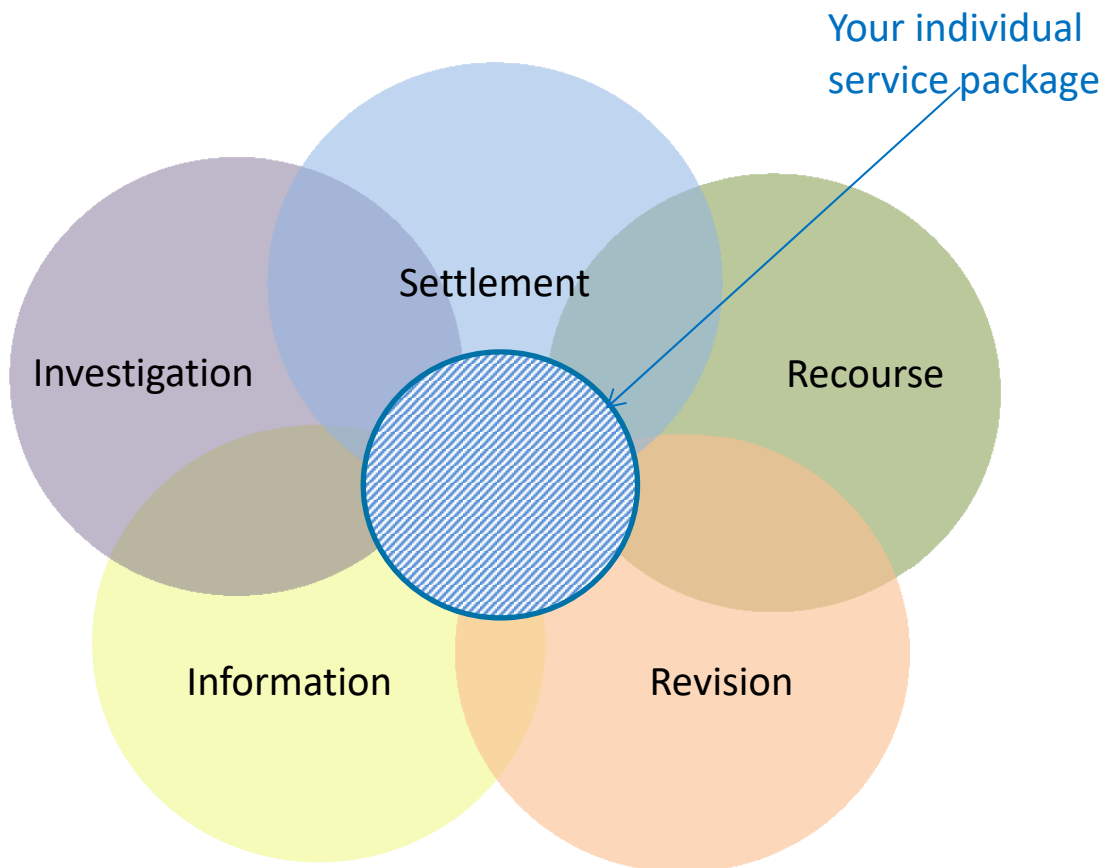 Your individual
service package
Settlement
Investigation
Recourse
Information
Revision